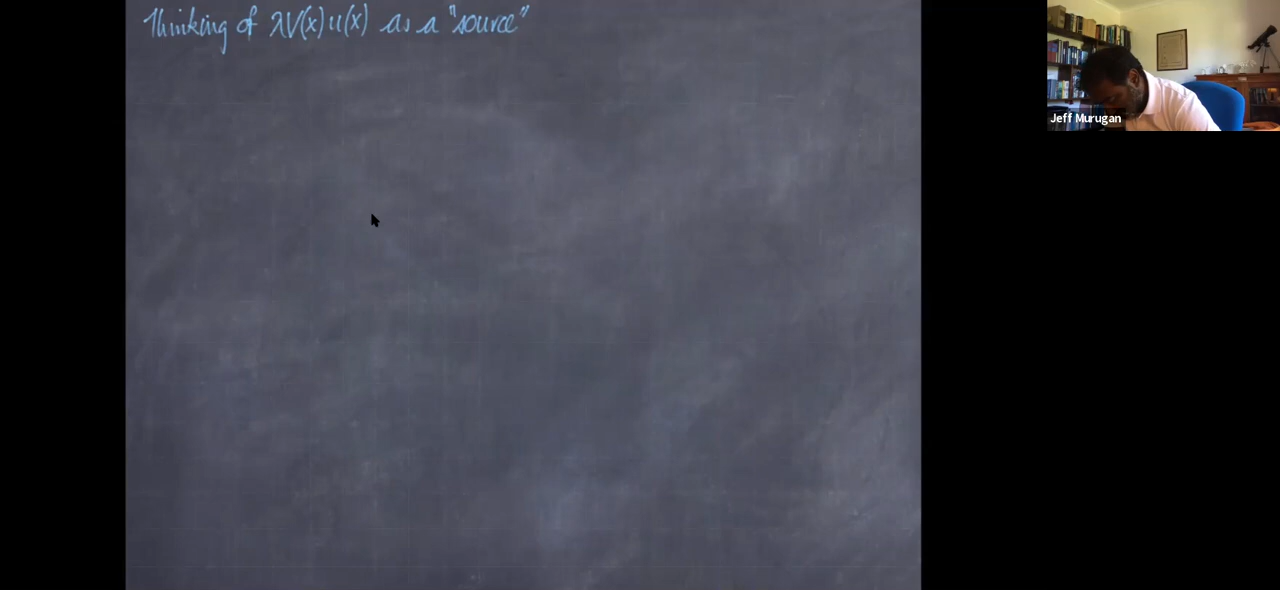 Thinking of λV(x)u(x) as a "source"
Jeff Murugan